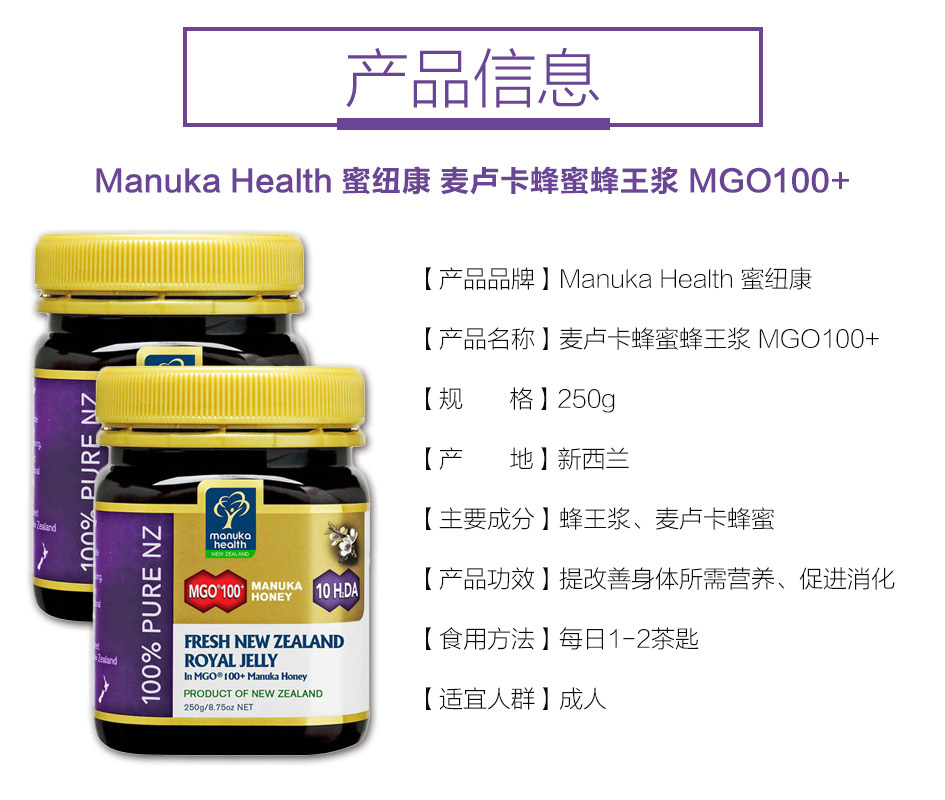 产品信息
Manuka Health 蜜纽康 麦卢卡蜂蜜蜂王浆 MGO100+
【产品品牌】Manuka Health 蜜纽康
【产品名称】麦卢卡蜂蜜蜂王浆 MGO100+
【规 格】250g
【产 地】新西兰
【主要成分】蜂王浆、麦卢卡蜂蜜
【产品功效】提改善身体所需营养、促进消化
【食用方法】每日1-2茶匙
【适宜人群】成人
100% PURE NZ
Zealand
100% PURE NZ
Zealand
manuka
health
NEW ZEALAND
MGO®100+
MANUKA
HONEY
10 H₂DA
FRESH NEW ZEALAND
ROYAL JELLY
In MGO®100+ Manuka Honey
PRODUCT OF NEW ZEALAND
250g/8.75oz NET